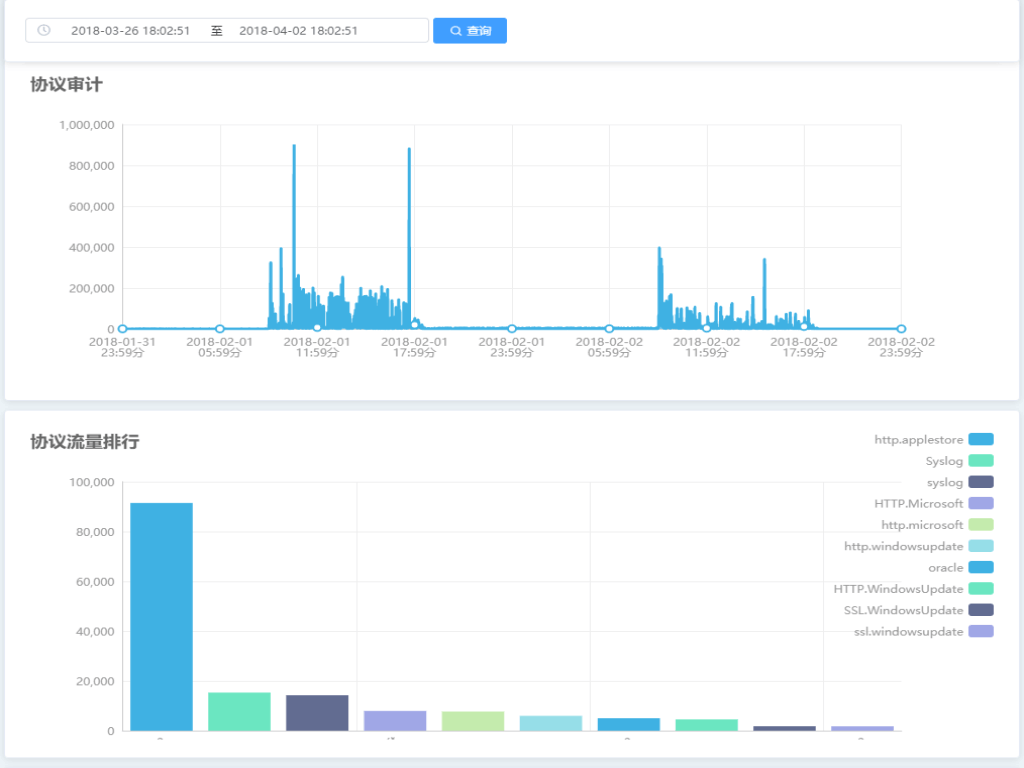 2018-03-26 18:02:51 至 2018-04-02 18:02:51 查询
协议审计
1,000,000
800,000
600,000
400,000
200,000
0
2018-01-31 2018-02-01 2018-02-01 2018-02-01 2018-02-01 2018-02-02 2018-02-02 2018-02-02 2018-02-02
23:59分 05:59分 11:59分 17:59分 23:59分 05:59分 11:59分 17:59分 23:59分
协议流量排行
http.applestore
Syslog
syslog
HTTP.Microsoft
http.microsoft
http.windowsupdate
oracle
HTTP.WindowsUpdate
SSL.WindowsUpdate
ssl.windowsupdate
100,000
80,000
60,000
40,000
20,000
0